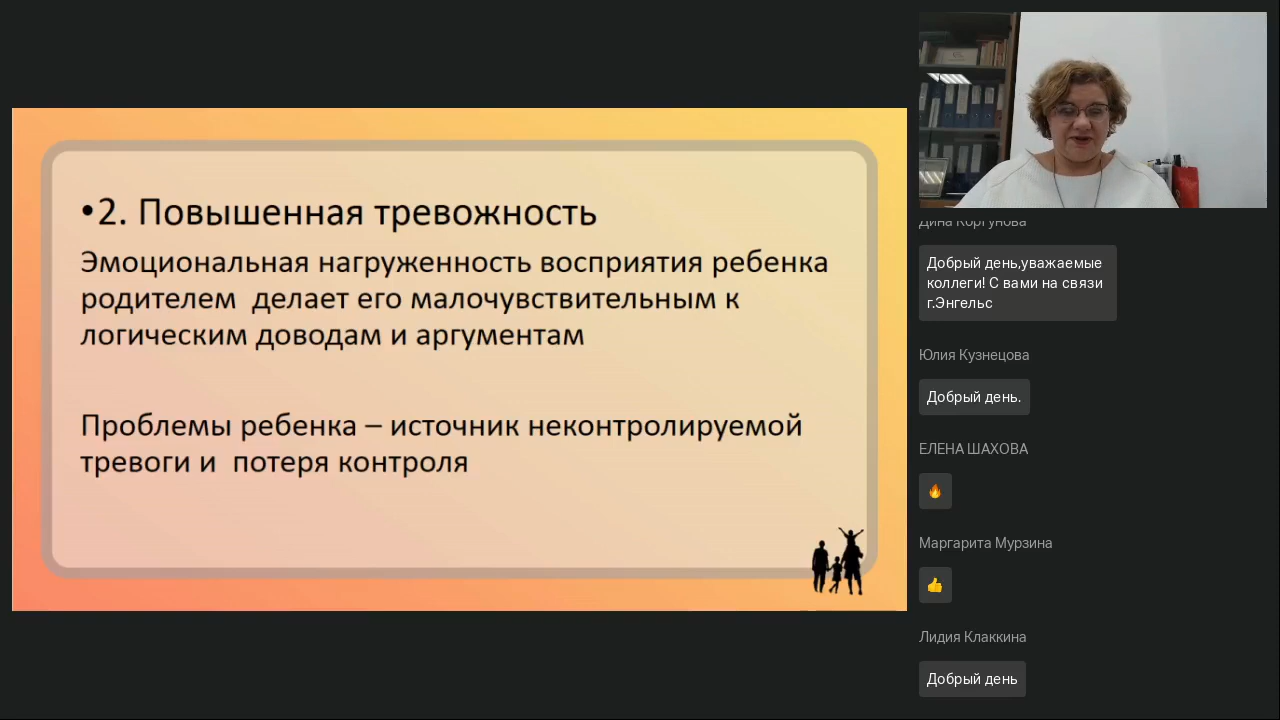 •2. Повышенная тревожность
Эмоциональная нагруженность восприятия ребенка
родителем делает его малочувствительным к
логическим доводам и аргументам
Проблемы ребенка – источник неконтролируемой
тревоги и потеря контроля
Дина Коргунова
Добрый день,уважаемые
коллеги! С вами на связи
г.Энгельс
Юлия Кузнецова
Добрый день.
ЕЛЕНА ШАХОВА
🔥
Маргарита Мурзина
👍
Лидия Клаккина
Добрый день